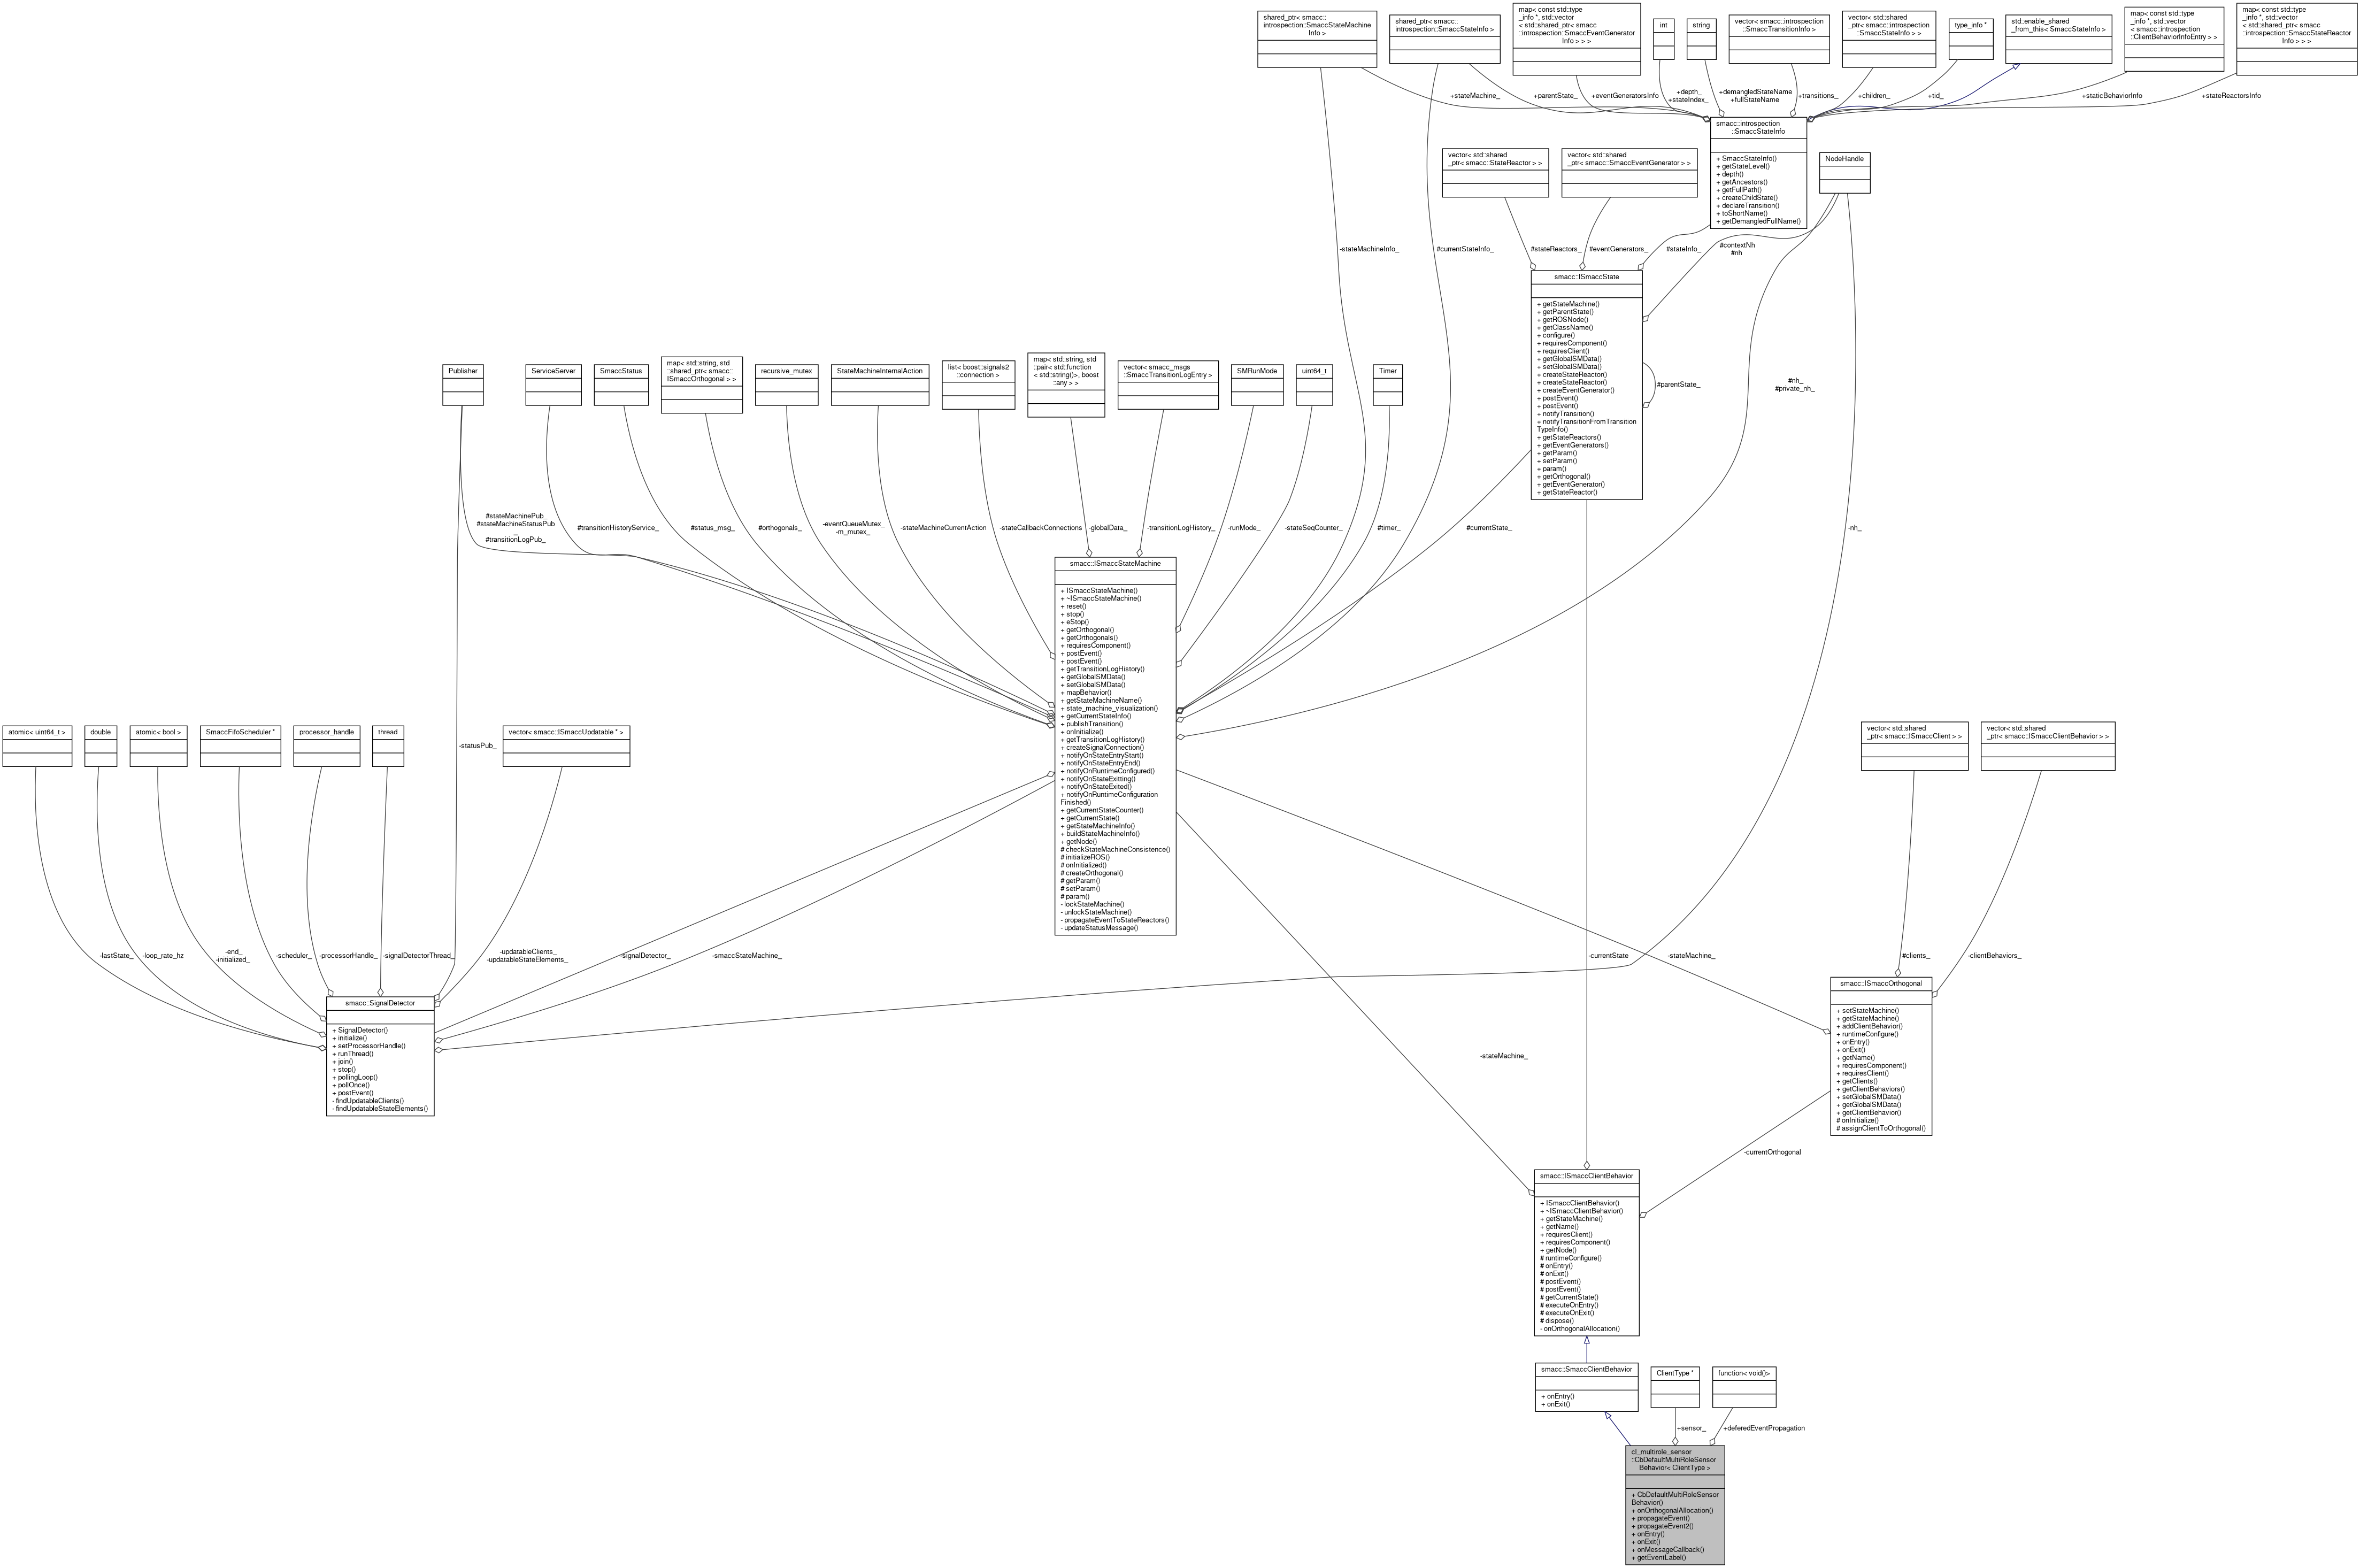 shared_ptr< smacc::
introspection::SmaccStateMachine
Info >
shared_ptr< smacc::
introspection::SmaccStateInfo >
map< const std::type
_info *, std::vector
< std::shared_ptr< smacc
::introspection::SmaccEventGenerator
Info > > >
int
string
vector< smacc::introspection
::SmaccTransitionInfo >
vector< std::shared
_ptr< smacc::introspection
::SmaccStateInfo > >
type_info *
std::enable_shared
_from_this< SmaccStateInfo >
map< const std::type
_info *, std::vector
< smacc::introspection
::ClientBehaviorInfoEntry > >
map< const std::type
_info *, std::vector
< std::shared_ptr< smacc
::introspection::SmaccStateReactor
Info > > >
+stateMachine_
+parentState_
+eventGeneratorsInfo
+depth_
+stateIndex_
+demangledStateName
+fullStateName
+transitions_
+children_
+tid_
+staticBehaviorInfo
+stateReactorsInfo
smacc::introspection
::SmaccStateInfo
+ SmaccStateInfo()
+ getStateLevel()
+ depth()
+ getAncestors()
+ getFullPath()
+ createChildState()
+ declareTransition()
+ toShortName()
+ getDemangledFullName()
vector< std::shared
_ptr< smacc::StateReactor > >
vector< std::shared
_ptr< smacc::SmaccEventGenerator > >
NodeHandle
-stateMachineInfo_
#currentStateInfo_
#stateReactors_
#eventGenerators_
#stateInfo_
#contextNh
#nh
smacc::ISmaccState
+ getStateMachine()
+ getParentState()
+ getROSNode()
+ getClassName()
+ configure()
+ requiresComponent()
+ requiresClient()
+ getGlobalSMData()
+ setGlobalSMData()
+ createStateReactor()
+ createStateReactor()
+ createEventGenerator()
+ postEvent()
+ postEvent()
+ notifyTransition()
+ notifyTransitionFromTransition
TypeInfo()
+ getStateReactors()
+ getEventGenerators()
+ getParam()
+ setParam()
+ param()
+ getOrthogonal()
+ getEventGenerator()
+ getStateReactor()
#parentState_
#nh_
#private_nh_
Publisher
ServiceServer
SmaccStatus
map< std::string, std
::shared_ptr< smacc::
ISmaccOrthogonal > >
recursive_mutex
StateMachineInternalAction
list< boost::signals2
::connection >
map< std::string, std
::pair< std::function
< std::string()>, boost
::any > >
vector< smacc_msgs
::SmaccTransitionLogEntry >
SMRunMode
uint64_t
Timer
#stateMachinePub_
#stateMachineStatusPub
_
#transitionLogPub_
#transitionHistoryService_
#status_msg_
#orthogonals_
-eventQueueMutex_
-m_mutex_
-stateMachineCurrentAction
-stateCallbackConnections
-globalData_
-transitionLogHistory_
-runMode_
-stateSeqCounter_
#timer_
#currentState_
-nh_
smacc::ISmaccStateMachine
+ ISmaccStateMachine()
+ ~ISmaccStateMachine()
+ reset()
+ stop()
+ eStop()
+ getOrthogonal()
+ getOrthogonals()
+ requiresComponent()
+ postEvent()
+ postEvent()
+ getTransitionLogHistory()
+ getGlobalSMData()
+ setGlobalSMData()
+ mapBehavior()
+ getStateMachineName()
+ state_machine_visualization()
+ getCurrentStateInfo()
+ publishTransition()
+ onInitialize()
+ getTransitionLogHistory()
+ createSignalConnection()
+ notifyOnStateEntryStart()
+ notifyOnStateEntryEnd()
+ notifyOnRuntimeConfigured()
+ notifyOnStateExitting()
+ notifyOnStateExited()
+ notifyOnRuntimeConfiguration
Finished()
+ getCurrentStateCounter()
+ getCurrentState()
+ getStateMachineInfo()
+ buildStateMachineInfo()
+ getNode()
# checkStateMachineConsistence()
# initializeROS()
# onInitialized()
# createOrthogonal()
# getParam()
# setParam()
# param()
- lockStateMachine()
- unlockStateMachine()
- propagateEventToStateReactors()
- updateStatusMessage()
atomic< uint64_t >
double
atomic< bool >
SmaccFifoScheduler *
processor_handle
thread
-statusPub_
vector< smacc::ISmaccUpdatable * >
vector< std::shared
_ptr< smacc::ISmaccClient > >
vector< std::shared
_ptr< smacc::ISmaccClientBehavior > >
-lastState_
-loop_rate_hz
-end_
-initialized_
-scheduler_
-processorHandle_
-signalDetectorThread_
-updatableClients_
-updatableStateElements_
-signalDetector_
-smaccStateMachine_
-currentState
-stateMachine_
#clients_
-clientBehaviors_
smacc::SignalDetector
+ SignalDetector()
+ initialize()
+ setProcessorHandle()
+ runThread()
+ join()
+ stop()
+ pollingLoop()
+ pollOnce()
+ postEvent()
- findUpdatableClients()
- findUpdatableStateElements()
smacc::ISmaccOrthogonal
+ setStateMachine()
+ getStateMachine()
+ addClientBehavior()
+ runtimeConfigure()
+ onEntry()
+ onExit()
+ getName()
+ requiresComponent()
+ requiresClient()
+ getClients()
+ getClientBehaviors()
+ setGlobalSMData()
+ getGlobalSMData()
+ getClientBehavior()
# onInitialize()
# assignClientToOrthogonal()
-stateMachine_
-currentOrthogonal
smacc::ISmaccClientBehavior
+ ISmaccClientBehavior()
+ ~ISmaccClientBehavior()
+ getStateMachine()
+ getName()
+ requiresClient()
+ requiresComponent()
+ getNode()
# runtimeConfigure()
# onEntry()
# onExit()
# postEvent()
# postEvent()
# getCurrentState()
# executeOnEntry()
# executeOnExit()
# dispose()
- onOrthogonalAllocation()
smacc::SmaccClientBehavior
+ onEntry()
+ onExit()
ClientType *
function< void()>
+sensor_
+deferedEventPropagation
cl_multirole_sensor
::CbDefaultMultiRoleSensor
Behavior< ClientType >
+ CbDefaultMultiRoleSensor
Behavior()
+ onOrthogonalAllocation()
+ propagateEvent()
+ propagateEvent2()
+ onEntry()
+ onExit()
+ onMessageCallback()
+ getEventLabel()